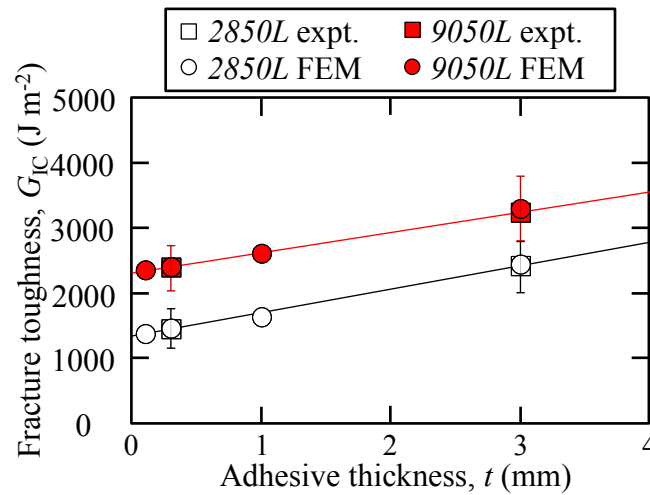 2850L expt. 9050L expt.
2850L FEM 9050L FEM
Fracture toughness, G_IC (J m⁻²)
5000
4000
3000
2000
1000
0
0 1 2 3 4
Adhesive thickness, t (mm)